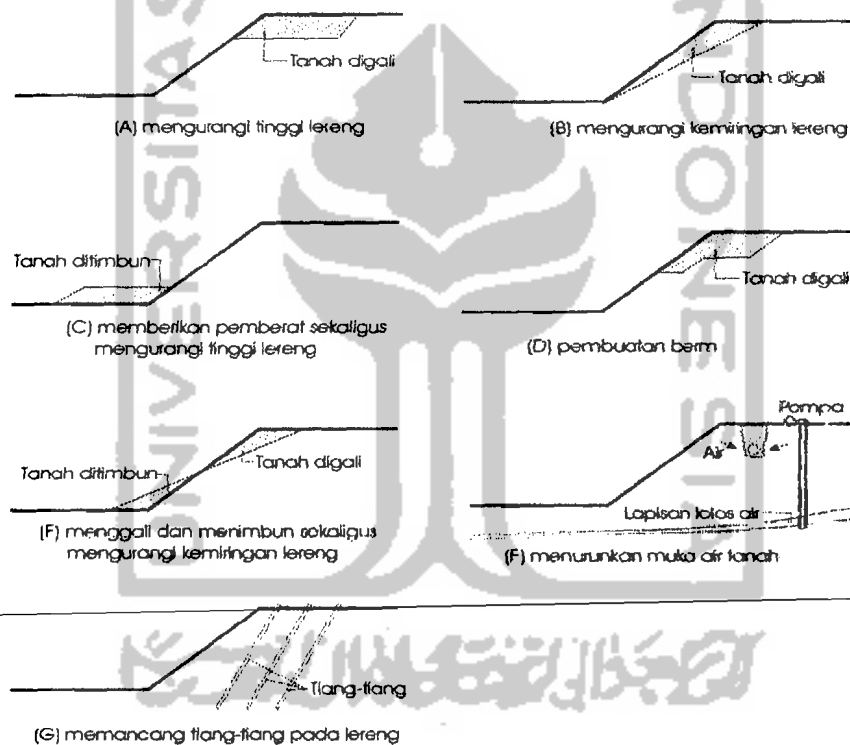 Tanah digali
(A) mengurangi tinggi lereng
Tanah digali
(B) mengurangi kemiringan lereng
Tanah ditimbun
(C) memberikan pemberat sekaligus
mengurangi tinggi lereng
Tanah digali
(D) pembuatan berm
Tanah ditimbun
Tanah digali
(F) menggali dan menimbun sekaligus
mengurangi kemiringan lereng
Pompa
Air
Lapisan lolos air
(F) menurunkan muka air tanah
Tiang-tiang
(G) memancang tiang-tiang pada lereng
UNIVERSITAS